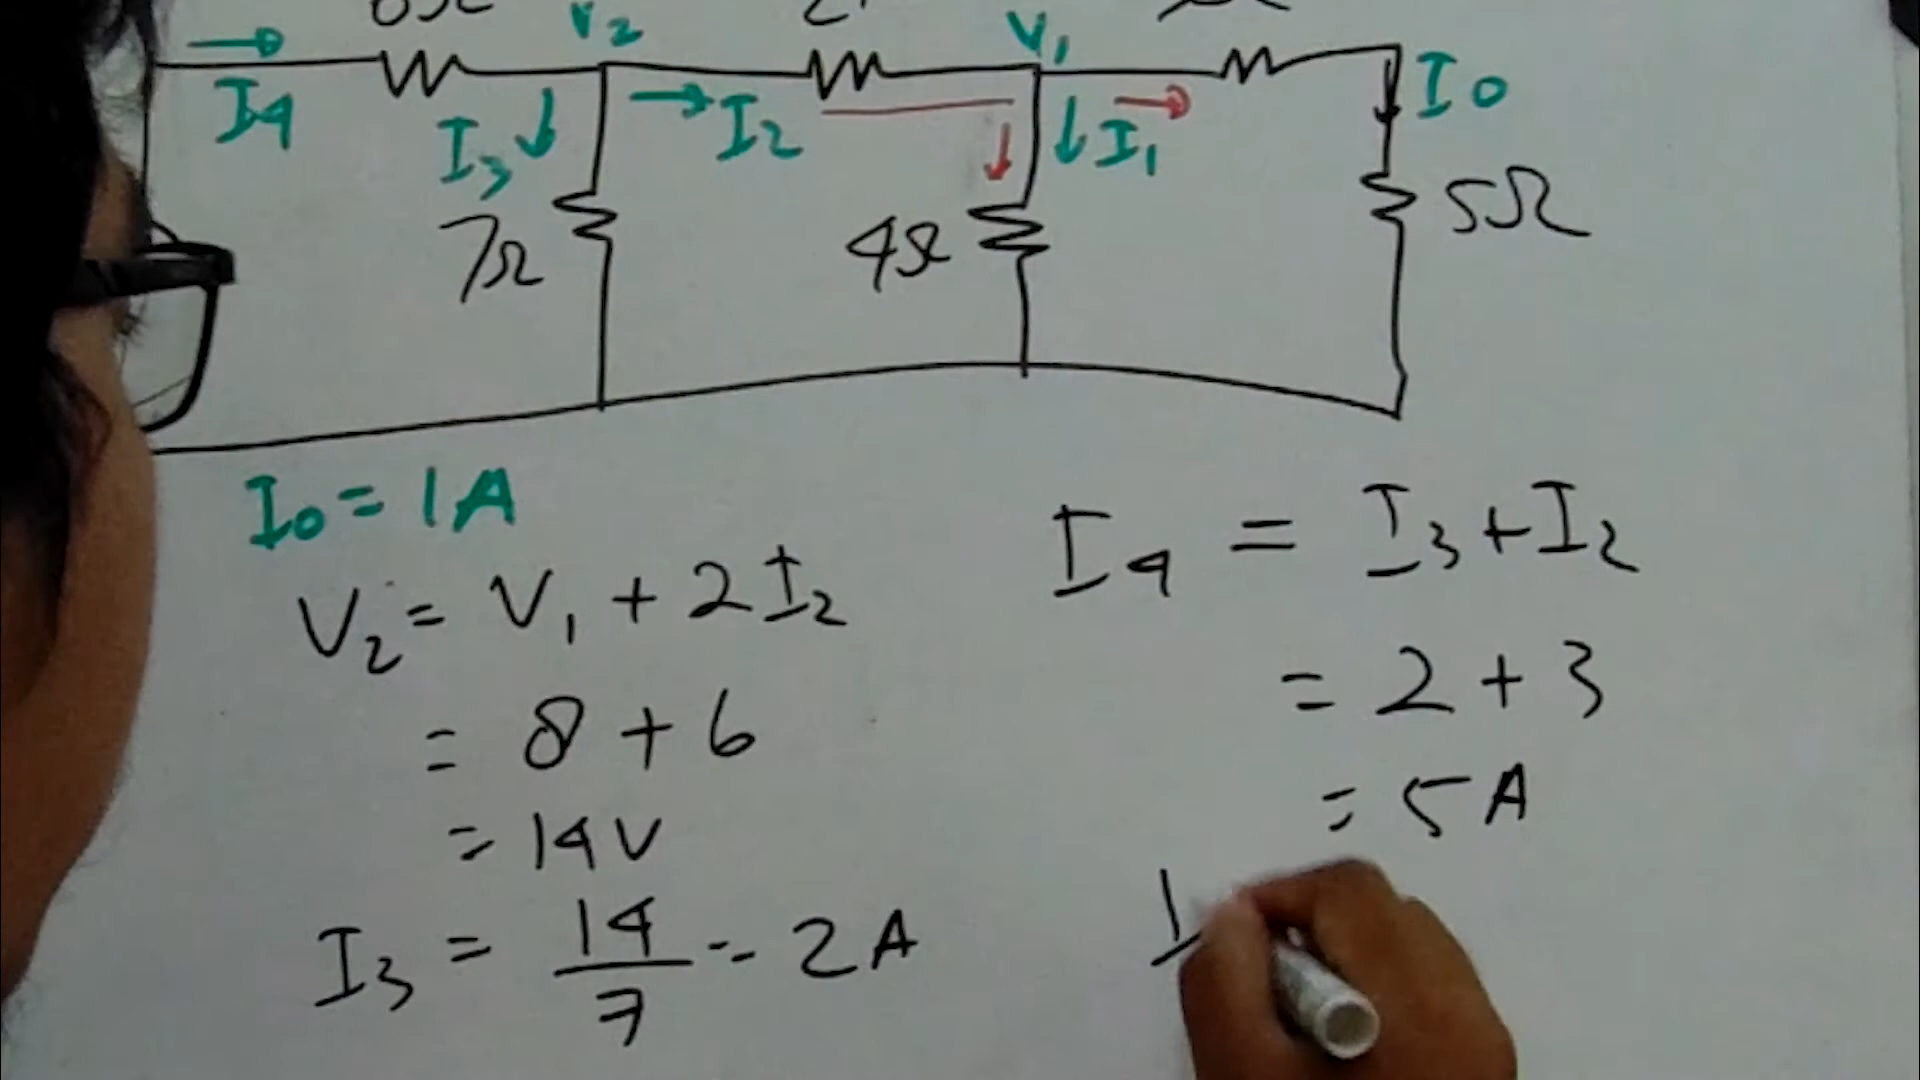 V2 V1
I4 I3 I2 I1 I0
7Ω 4Ω 5Ω
I0 = 1A
V2 = V1 + 2I2
= 8 + 6
= 14V
I3 = 14/7 = 2A
I4 = I3 + I2
= 2 + 3
= 5A
I